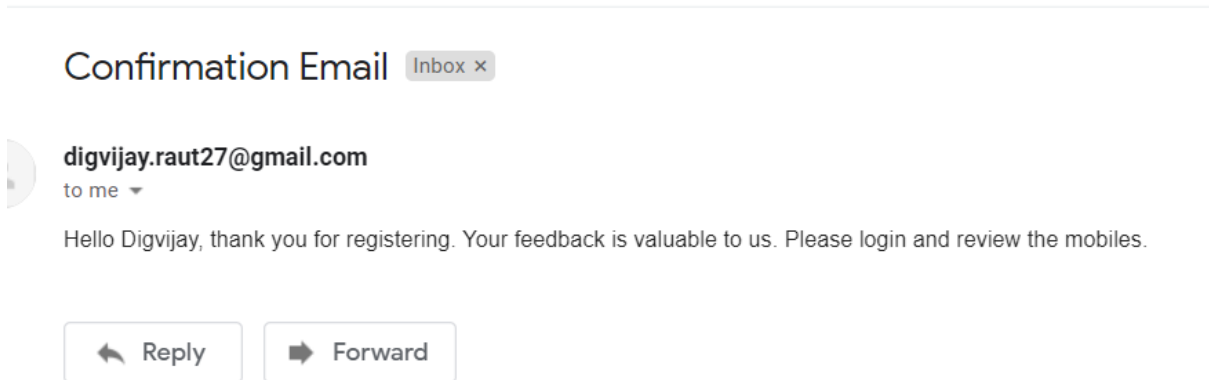 Confirmation Email Inbox ×
digvijay.raut27@gmail.com
to me
Hello Digvijay, thank you for registering. Your feedback is valuable to us. Please login and review the mobiles.
Reply Forward